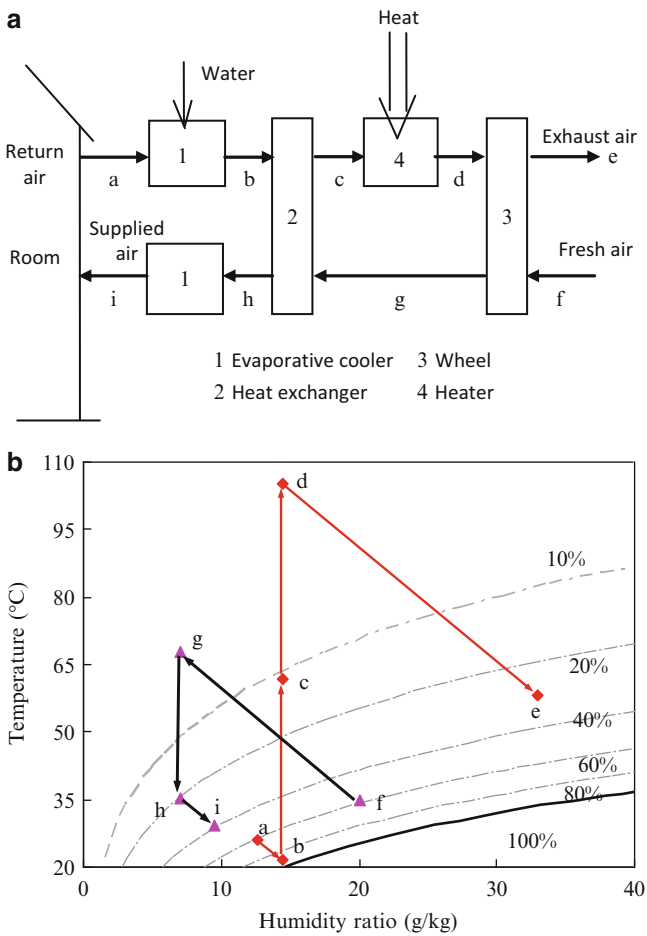 a
Heat
Water
Return air
Exhaust air
1
4
a
b
c
d
e
2
3
Supplied air
Room
Fresh air
1
i
h
g
f
1 Evaporative cooler 3 Wheel
2 Heat exchanger 4 Heater
b
110
95
80
65
50
35
20
Temperature (°C)
d
10%
g
20%
c
e
40%
60%
h
i
f
80%
a
b
100%
0 10 20 30 40
Humidity ratio (g/kg)